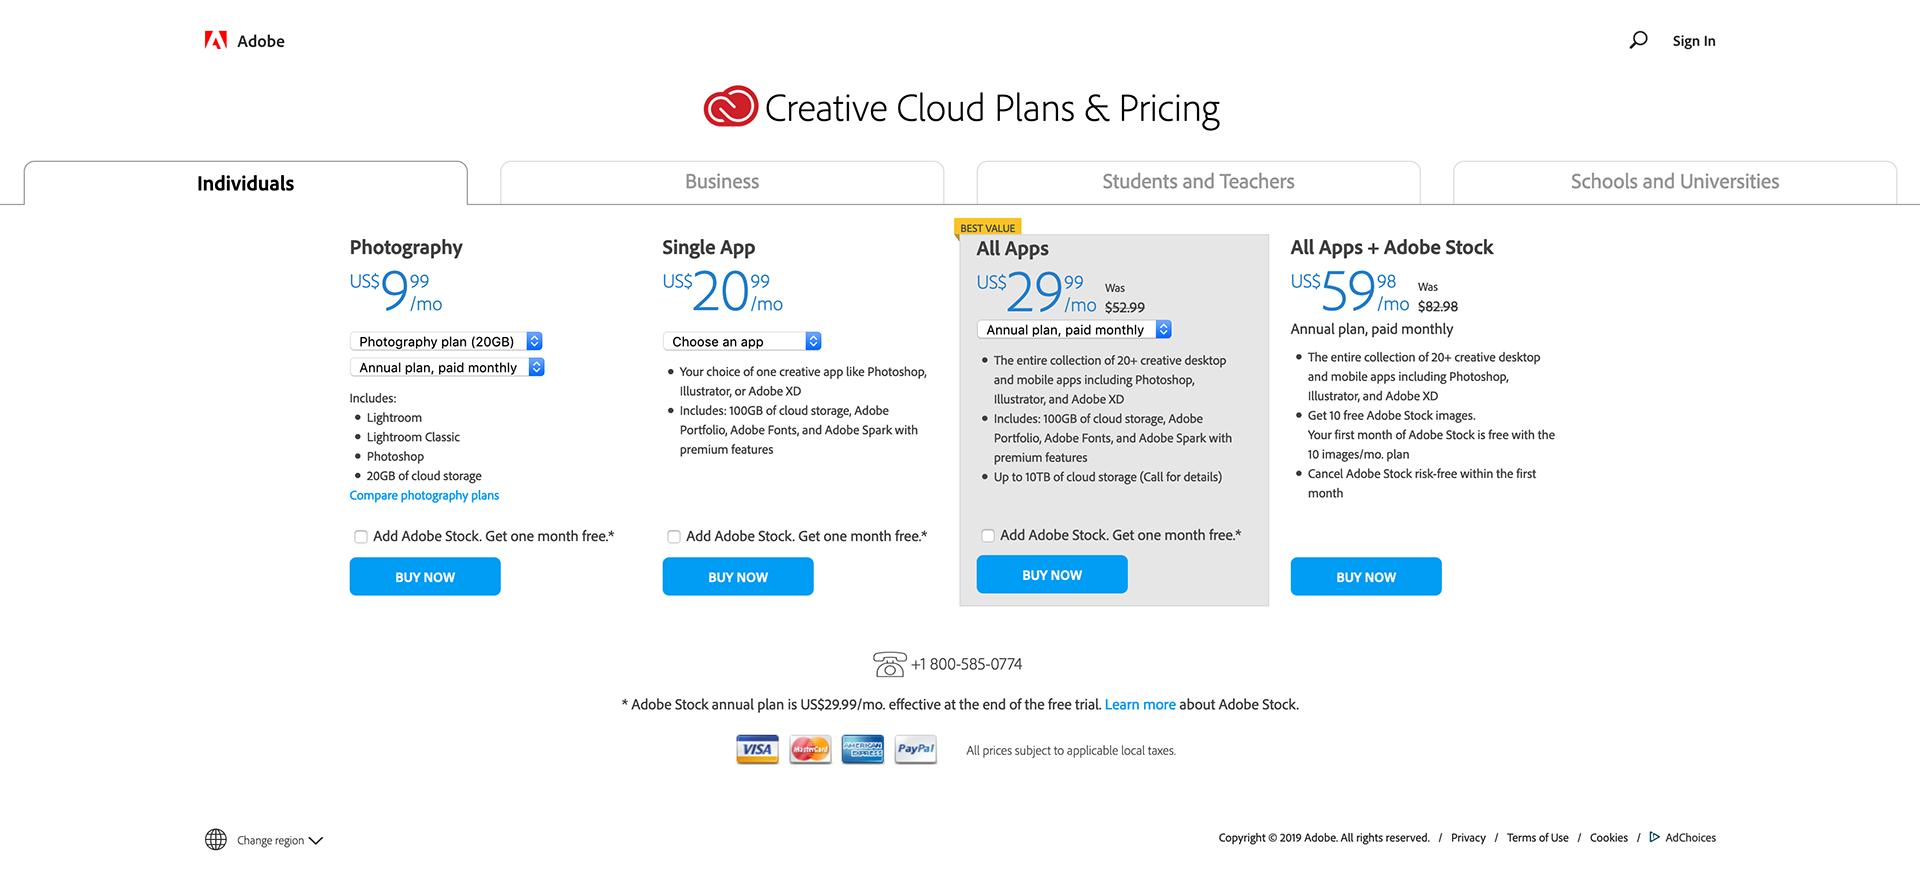 Adobe
Sign In
Creative Cloud Plans & Pricing
Individuals
Business
Students and Teachers
Schools and Universities
Photography
US$9.99/mo
Photography plan (20GB)
Annual plan, paid monthly
Includes:
• Lightroom
• Lightroom Classic
• Photoshop
• 20GB of cloud storage
Compare photography plans
Add Adobe Stock. Get one month free.*
BUY NOW
Single App
US$20.99/mo
Choose an app
• Your choice of one creative app like Photoshop,
Illustrator, or Adobe XD
• Includes: 100GB of cloud storage, Adobe
Portfolio, Adobe Fonts, and Adobe Spark with
premium features
Add Adobe Stock. Get one month free.*
BUY NOW
BEST VALUE
All Apps
US$29.99/mo Was $52.99
Annual plan, paid monthly
• The entire collection of 20+ creative desktop
and mobile apps including Photoshop,
Illustrator, and Adobe XD
• Includes: 100GB of cloud storage, Adobe
Portfolio, Adobe Fonts, and Adobe Spark with
premium features
• Up to 10TB of cloud storage (Call for details)
Add Adobe Stock. Get one month free.*
BUY NOW
All Apps + Adobe Stock
US$59.98/mo Was $82.98
Annual plan, paid monthly
• The entire collection of 20+ creative desktop
and mobile apps including Photoshop,
Illustrator, and Adobe XD
• Get 10 free Adobe Stock images.
Your first month of Adobe Stock is free with the
10 images/mo. plan
• Cancel Adobe Stock risk-free within the first
month
BUY NOW
+1 800-585-0774
* Adobe Stock annual plan is US$29.99/mo. effective at the end of the free trial. Learn more about Adobe Stock.
VISA MasterCard AMERICAN EXPRESS PayPal All prices subject to applicable local taxes.
Change region
Copyright © 2019 Adobe. All rights reserved. / Privacy / Terms of Use / Cookies / AdChoices